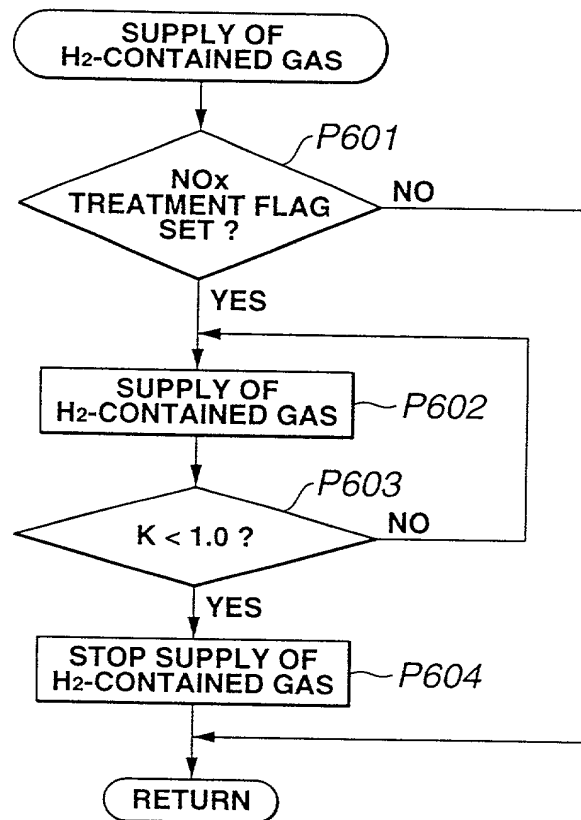 SUPPLY OF
H2-CONTAINED GAS
P601
NOx
TREATMENT FLAG
SET ?
NO
YES
SUPPLY OF
H2-CONTAINED GAS
P602
P603
K < 1.0 ?
NO
YES
STOP SUPPLY OF
H2-CONTAINED GAS
P604
RETURN